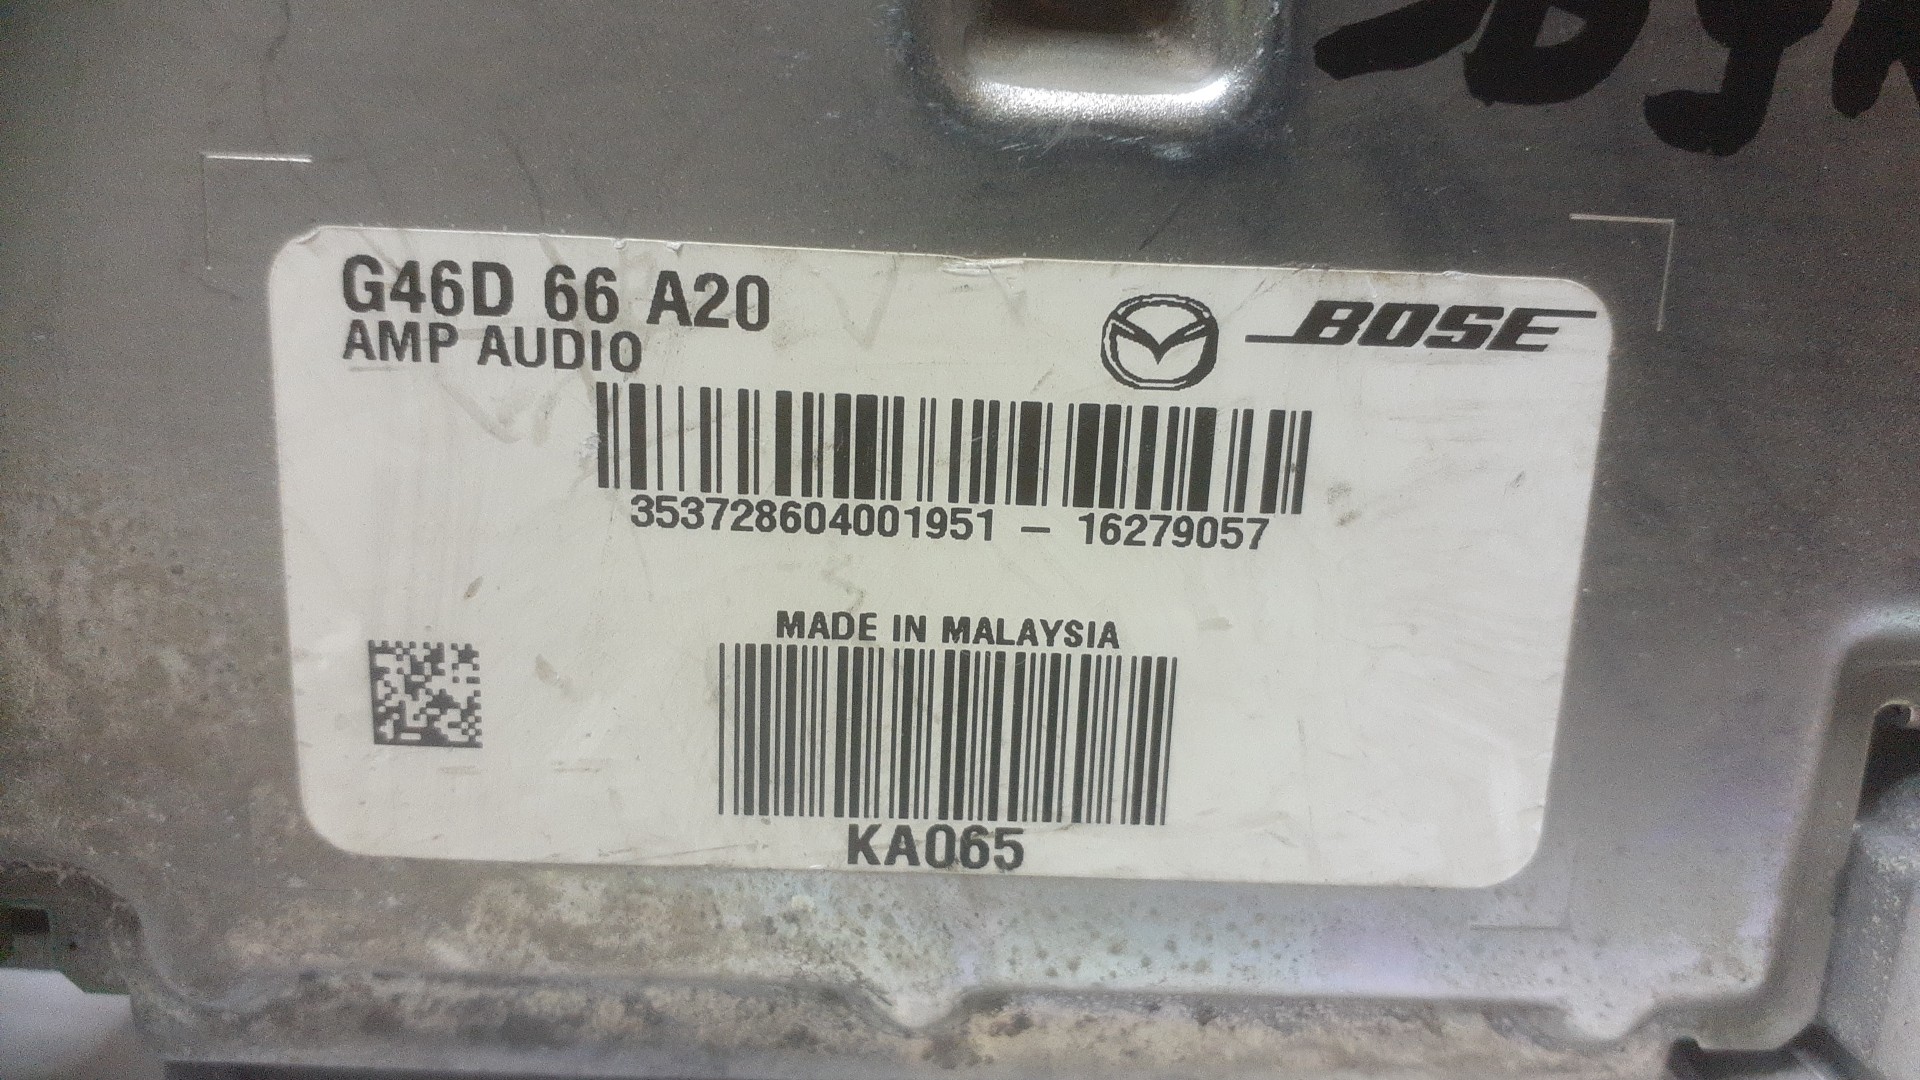 G46D 66 A20
AMP AUDIO
BOSE
353728604001951 – 16279057
MADE IN MALAYSIA
KA065